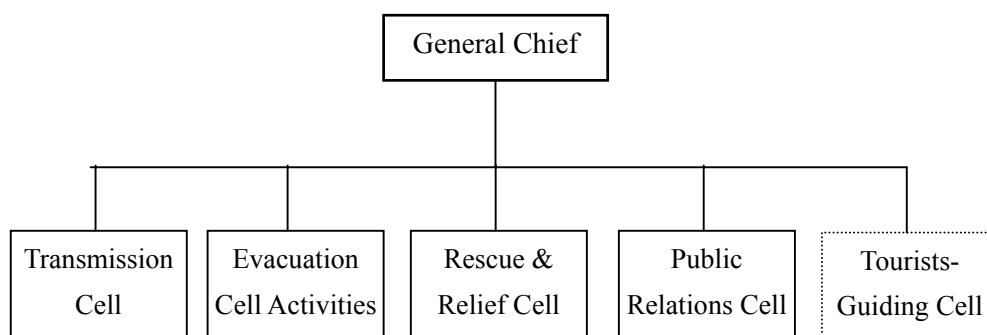 General Chief
Transmission
Cell
Evacuation
Cell Activities
Rescue &
Relief Cell
Public
Relations Cell
Tourists-
Guiding Cell